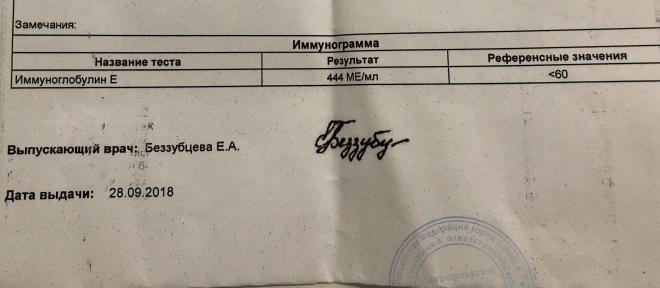 Замечания:
Иммунограмма
Название теста Результат Референсные значения
Иммуноглобулин Е 444 МЕ/мл <60
Выпускающий врач: Беззубцева Е.А.
Дата выдачи: 28.09.2018